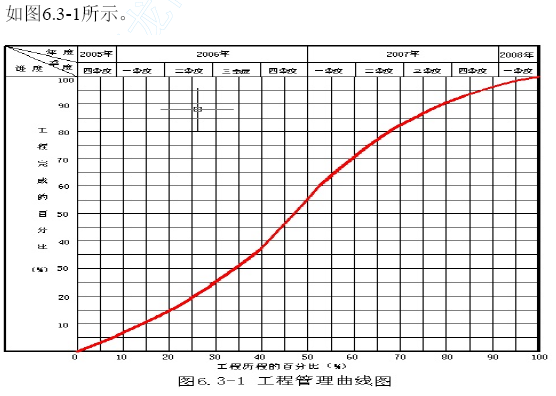 如图6.3-1所示。
年 度
季 度
进 度
2005年 2006年 2007年 2008年
四季度 一季度 二季度 三季度 四季度 一季度 二季度 三季度 四季度 一季度
100
90
80
70
60
50
40
30
20
10
工程完成的百分比（%）
0 10 20 30 40 50 60 70 80 90 100
工程历程的百分比（%）
图6.3-1 工程管理曲线图